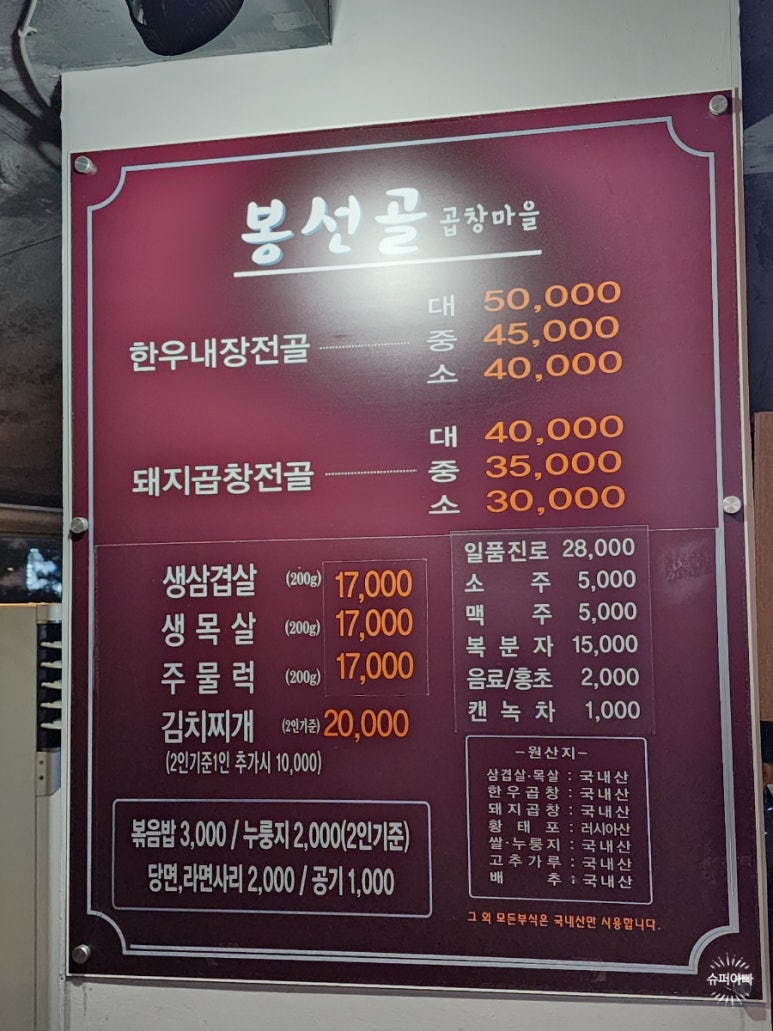 봉선골 곱창마을
한우내장전골 대 50,000
중 45,000
소 40,000
돼지곱창전골 대 40,000
중 35,000
소 30,000
생삼겹살 (200g) 17,000
생목살 (200g) 17,000
주물럭 (200g) 17,000
김치찌개 (2인기준) 20,000
(2인기준1인 추가시 10,000)
볶음밥 3,000 / 누룽지 2,000(2인기준)
당면,라면사리 2,000 / 공기 1,000
일품진로 28,000
소주 5,000
맥주 5,000
복분자 15,000
음료/홍초 2,000
캔녹차 1,000
-원산지-
삼겹살·목살 : 국내산
한우곱창 : 국내산
돼지곱창 : 국내산
황태포 : 러시아산
쌀·누룽지 : 국내산
고추가루 : 국내산
배추 : 국내산
그 외 모든부식은 국내산만 사용합니다.
슈퍼아빠